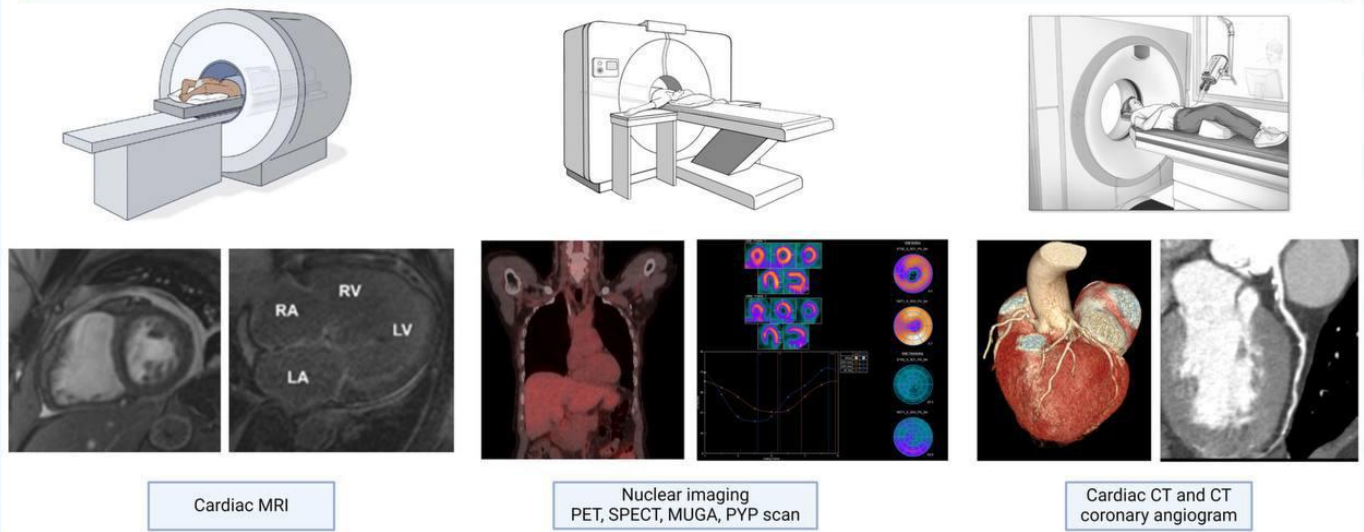 RA
RV
LV
LA
Cardiac MRI
Nuclear imaging
PET, SPECT, MUGA, PYP scan
Cardiac CT and CT
coronary angiogram